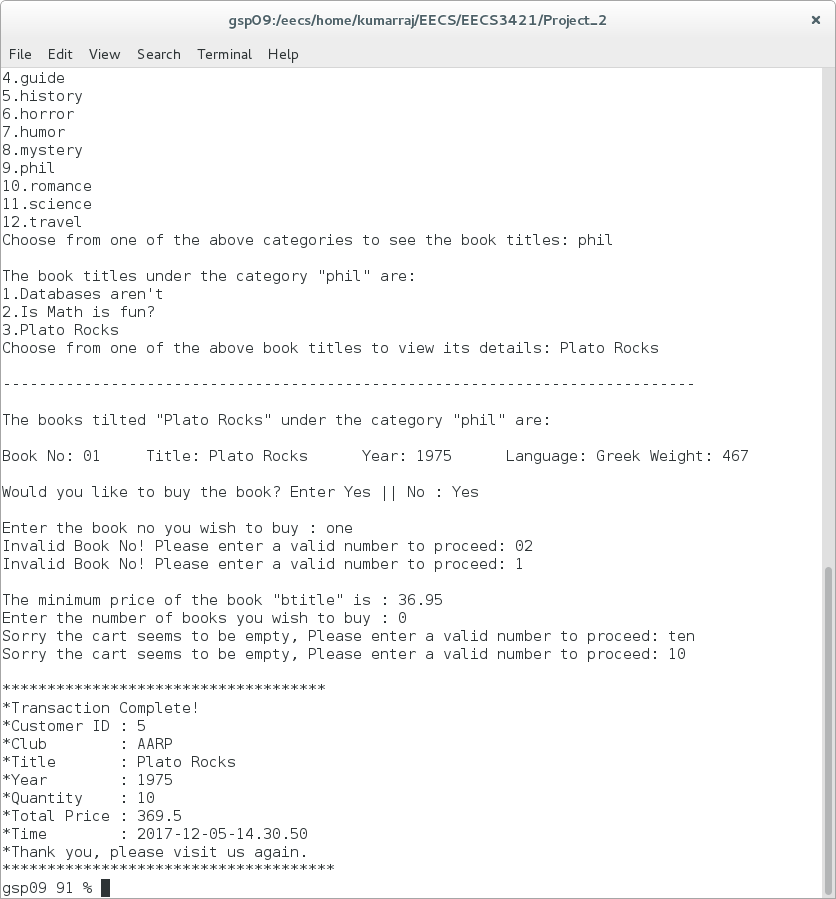 gsp09:/eecs/home/kumarraj/EECS/EECS3421/Project_2
File Edit View Search Terminal Help
4.guide
5.history
6.horror
7.humor
8.mystery
9.phil
10.romance
11.science
12.travel
Choose from one of the above categories to see the book titles: phil
The book titles under the category "phil" are:
1.Databases aren't
2.Is Math is fun?
3.Plato Rocks
Choose from one of the above book titles to view its details: Plato Rocks
-----------------------------------------------------------------------------
The books tilted "Plato Rocks" under the category "phil" are:
Book No: 01     Title: Plato Rocks      Year: 1975      Language: Greek Weight: 467
Would you like to buy the book? Enter Yes || No : Yes
Enter the book no you wish to buy : one
Invalid Book No! Please enter a valid number to proceed: 02
Invalid Book No! Please enter a valid number to proceed: 1
The minimum price of the book "btitle" is : 36.95
Enter the number of books you wish to buy : 0
Sorry the cart seems to be empty, Please enter a valid number to proceed: ten
Sorry the cart seems to be empty, Please enter a valid number to proceed: 10
************************************
*Transaction Complete!
*Customer ID : 5
*Club        : AARP
*Title       : Plato Rocks
*Year        : 1975
*Quantity    : 10
*Total Price : 369.5
*Time        : 2017-12-05-14.30.50
*Thank you, please visit us again.
*************************************
gsp09 91 %